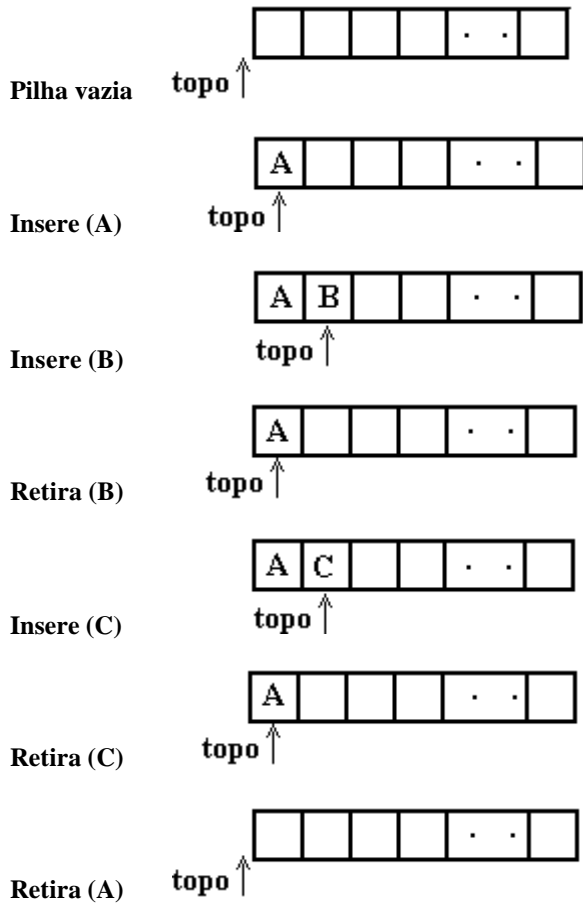 . .
Pilha vazia topo
A . .
Insere (A) topo
A B . .
Insere (B) topo
A . .
Retira (B) topo
A C . .
Insere (C) topo
A . .
Retira (C) topo
. .
Retira (A) topo